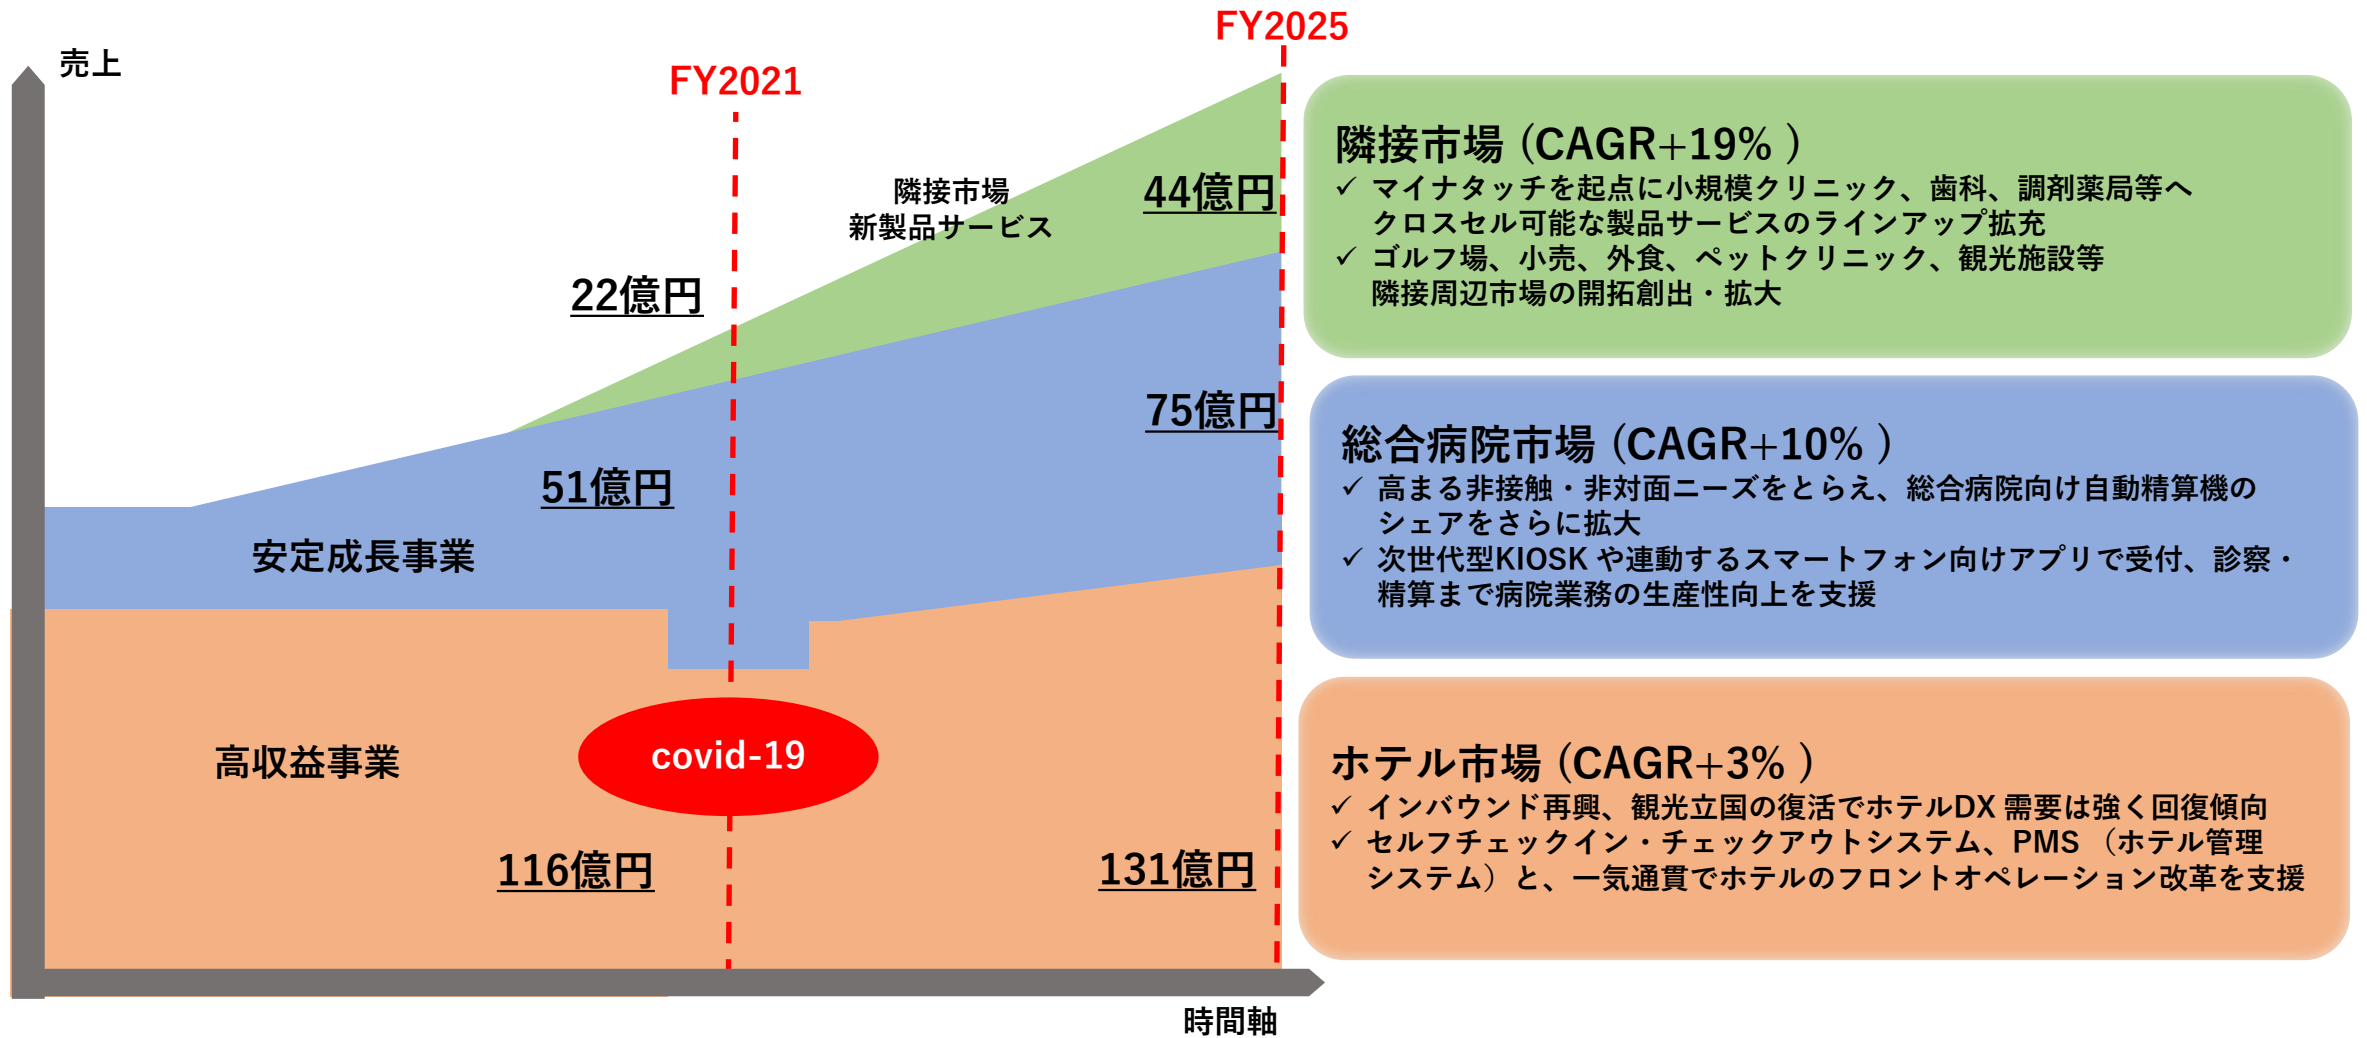 売上
FY2021
FY2025
隣接市場
新製品サービス
22億円
44億円
51億円
75億円
安定成長事業
高収益事業
covid-19
116億円
131億円
時間軸
隣接市場 (CAGR+19% )
✓ マイナタッチを起点に小規模クリニック、歯科、調剤薬局等へ
クロスセル可能な製品サービスのラインアップ拡充
✓ ゴルフ場、小売、外食、ペットクリニック、観光施設等
隣接周辺市場の開拓創出・拡大
総合病院市場 (CAGR+10% )
✓ 高まる非接触・非対面ニーズをとらえ、総合病院向け自動精算機の
シェアをさらに拡大
✓ 次世代型KIOSK や連動するスマートフォン向けアプリで受付、診察・
精算まで病院業務の生産性向上を支援
ホテル市場 (CAGR+3% )
✓ インバウンド再興、観光立国の復活でホテルDX 需要は強く回復傾向
✓ セルフチェックイン・チェックアウトシステム、PMS （ホテル管理
システム）と、一気通貫でホテルのフロントオペレーション改革を支援